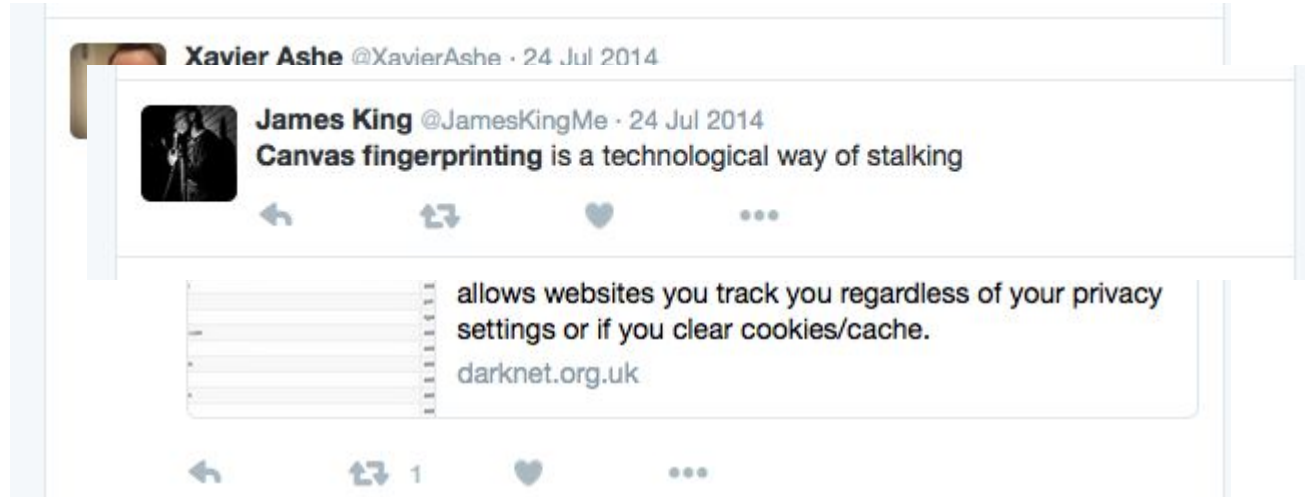 Xavier Ashe @XavierAshe · 24 Jul 2014
James King @JamesKingMe · 24 Jul 2014
Canvas fingerprinting is a technological way of stalking
allows websites you track you regardless of your privacy
settings or if you clear cookies/cache.
darknet.org.uk
1